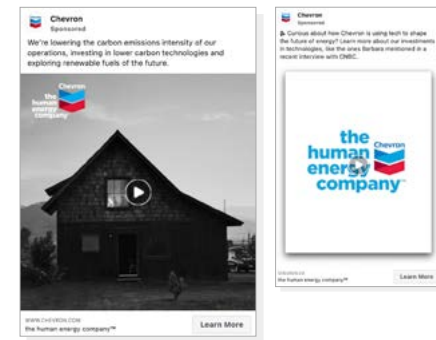 Chevron
Sponsored
We're lowering the carbon emissions intensity of our
operations, investing in lower carbon technologies and
exploring renewable fuels of the future.
Chevron
the
human
energy
company
WWW.CHEVRON.COM
the human energy company™
Learn More
Chevron
Sponsored
Curious about how Chevron is using tech to shape
the future of energy? Learn more about our investments
in technologies, like the ones Barbara mentioned in a
recent interview with CNBC.
the
human
energy
company™
Chevron
the human energy company™
Learn More